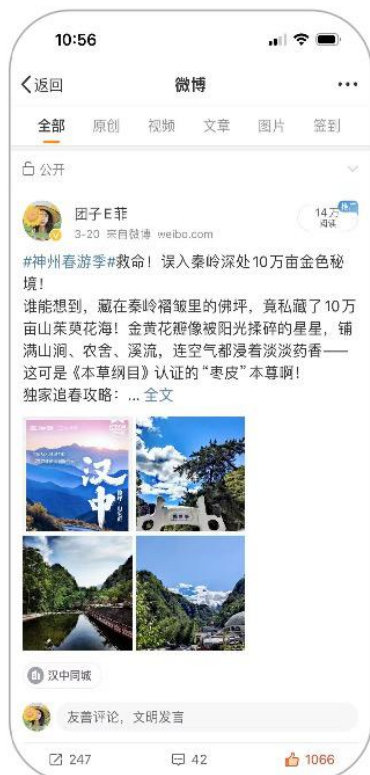 10:56
返回
微博
全部 原创 视频 文章 图片 签到
公开
团子E菲
3-20 来自微博 weibo.com
14万
阅读
#神州春游季#救命！误入秦岭深处10万亩金色秘
境！
谁能想到，藏在秦岭褶皱里的佛坪，竟私藏了10万
亩山茱萸花海！金黄花瓣像被阳光揉碎的星星，铺
满山涧、农舍、溪流，连空气都浸着淡淡药香——
这可是《本草纲目》认证的“枣皮”本尊啊！
独家追春攻略：... 全文
汉中
汉中同城
友善评论，文明发言
247 42 1066